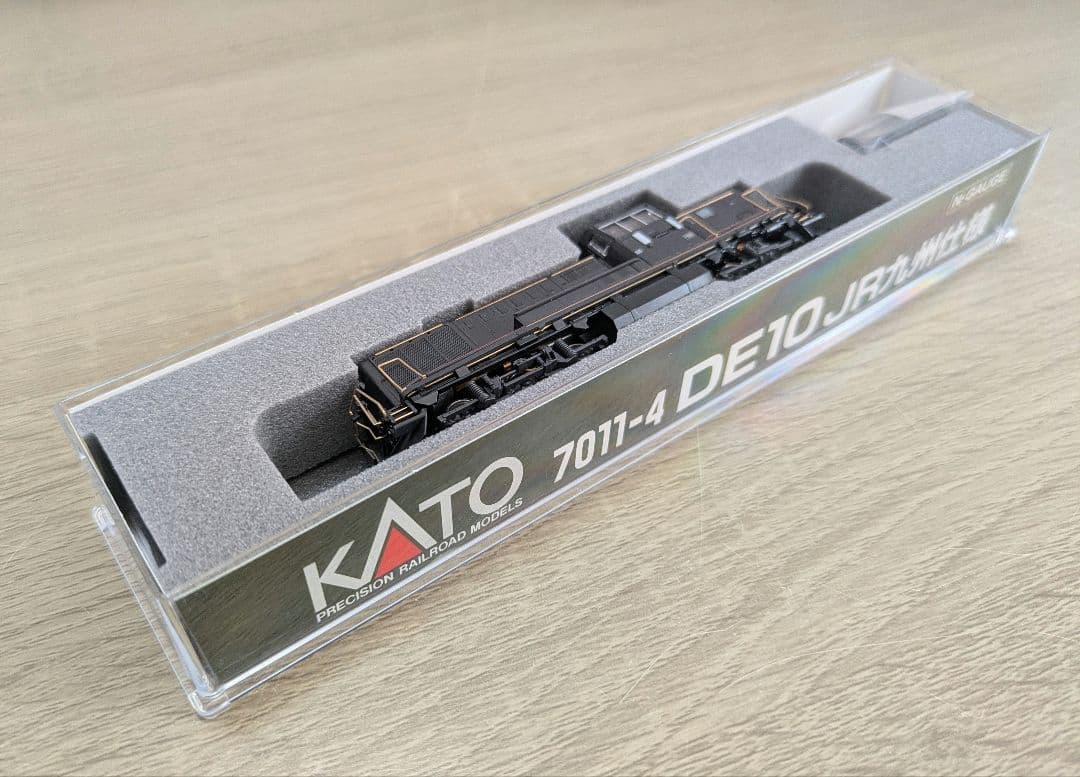 KATO
PRECISION RAILROAD MODELS
7011-4 DE10 JR九州仕様
N-GAUGE